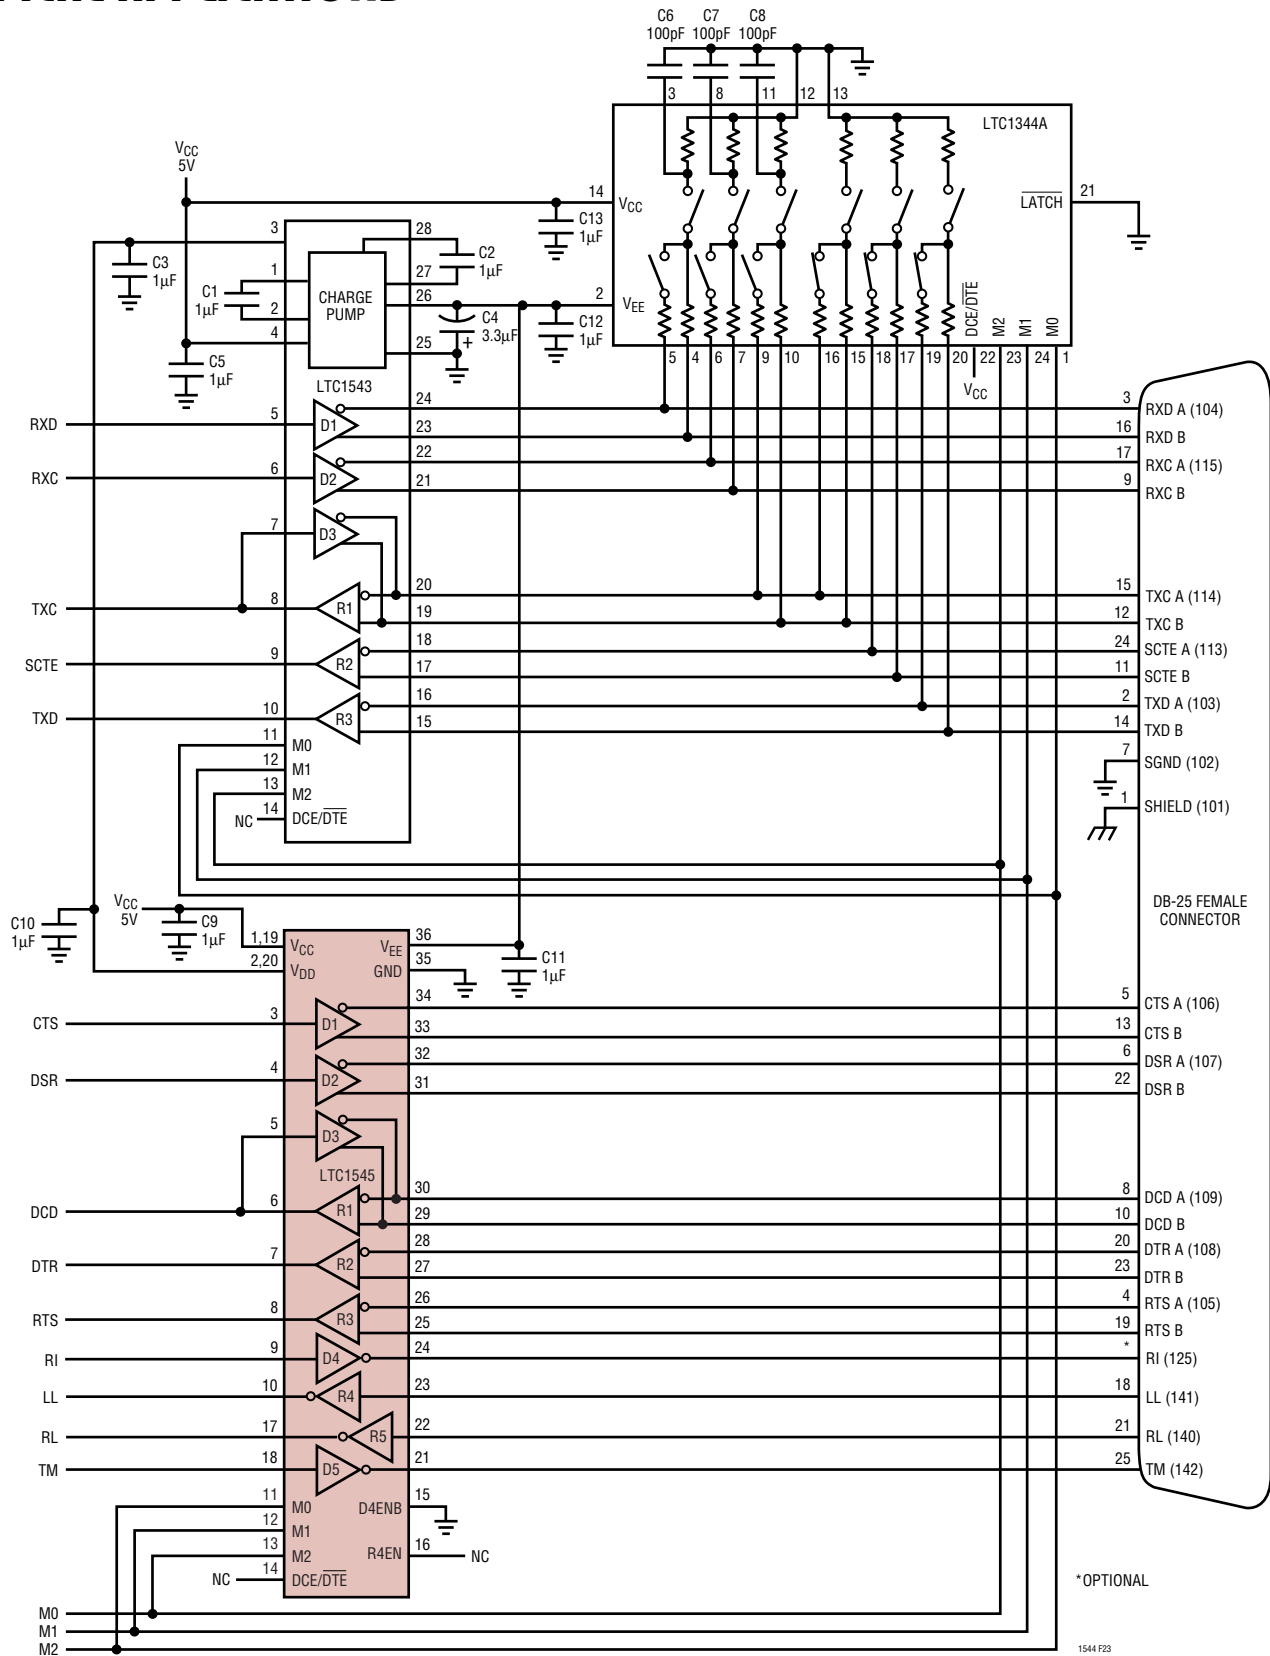 C6 C7 C8
100pF 100pF 100pF
3 8 11 12 13
LTC1344A
VCC
5V
14
VCC
C13
1µF
LATCH
21
3
28
C3
1µF
C2
1µF
1
27
C1
1µF
CHARGE
PUMP
26
2
VEE
2
C4
3.3µF
+
C12
1µF
DCE/DTE
M2
M1
M0
4
25
C5
1µF
5 4 6 7 9 10 16 15 18 17 19 20 22 23 24 1
VCC
LTC1543
24
3
RXD A (104)
RXD
5
D1
23
16
RXD B
22
17
RXC A (115)
RXC
6
D2
21
9
RXC B
7
D3
20
15
TXC A (114)
TXC
8
R1
19
12
TXC B
18
24
SCTE A (113)
SCTE
9
R2
17
11
SCTE B
16
2
TXD A (103)
TXD
10
R3
15
14
TXD B
11
M0
7
SGND (102)
12
M1
13
M2
1
SHIELD (101)
NC
14
DCE/DTE
DB-25 FEMALE
CONNECTOR
C10
1µF
VCC
5V
C9
1µF
1,19
VCC
VEE
36
2,20
VDD
GND
35
C11
1µF
34
5
CTS A (106)
CTS
3
D1
33
13
CTS B
32
6
DSR A (107)
DSR
4
D2
31
22
DSR B
5
D3
LTC1545
30
8
DCD A (109)
DCD
6
R1
29
10
DCD B
28
20
DTR A (108)
DTR
7
R2
27
23
DTR B
26
4
RTS A (105)
RTS
8
R3
25
19
RTS B
RI
9
D4
24
*
RI (125)
LL
10
R4
23
18
LL (141)
RL
17
R5
22
21
RL (140)
TM
18
D5
21
25
TM (142)
11
M0
D4ENB
15
12
M1
13
M2
R4EN
16
NC
NC
14
DCE/DTE
*OPTIONAL
M0
M1
M2
1544 F23